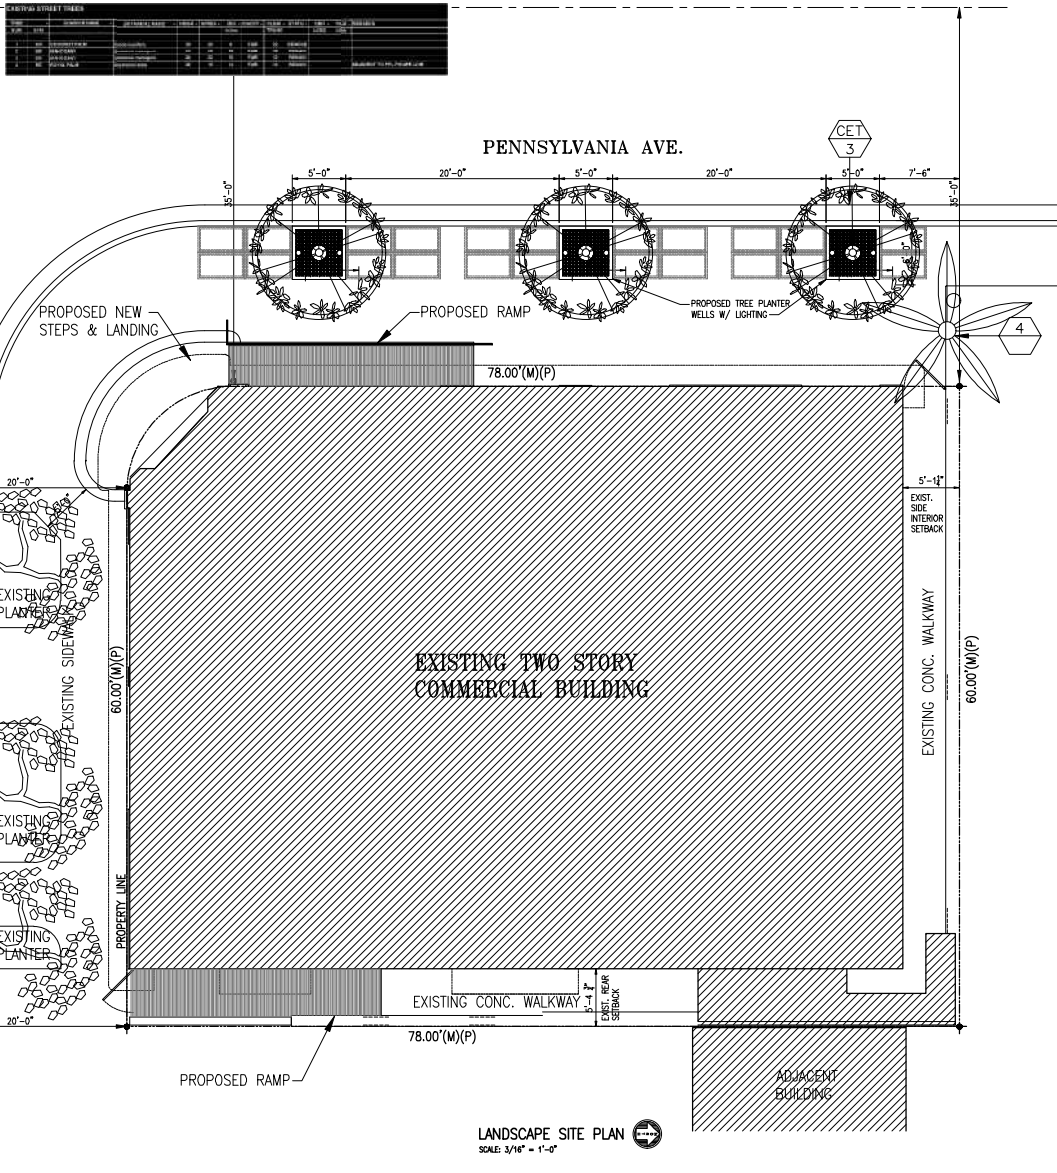 EXISTING STREET TREES
PENNSYLVANIA AVE.
CET
3
5'-0"
20'-0"
5'-0"
20'-0"
5'-0"
7'-6"
35'-0"
35'-0"
PROPOSED NEW
STEPS & LANDING
PROPOSED RAMP
PROPOSED TREE PLANTER
WELLS W/ LIGHTING
4
78.00'(M)(P)
20'-0"
5'-1½"
EXIST.
SIDE
INTERIOR
SETBACK
EXISTING
PLANTER
EXISTING SIDEWALK
60.00'(M)(P)
EXISTING TWO STORY
COMMERCIAL BUILDING
EXISTING CONC. WALKWAY
60.00'(M)(P)
EXISTING
PLANTER
PROPERTY LINE
EXISTING
PLANTER
EXISTING CONC. WALKWAY
EXIST. REAR
SETBACK
20'-0"
78.00'(M)(P)
PROPOSED RAMP
ADJACENT
BUILDING
LANDSCAPE SITE PLAN
SCALE: 3/16" = 1'-0"